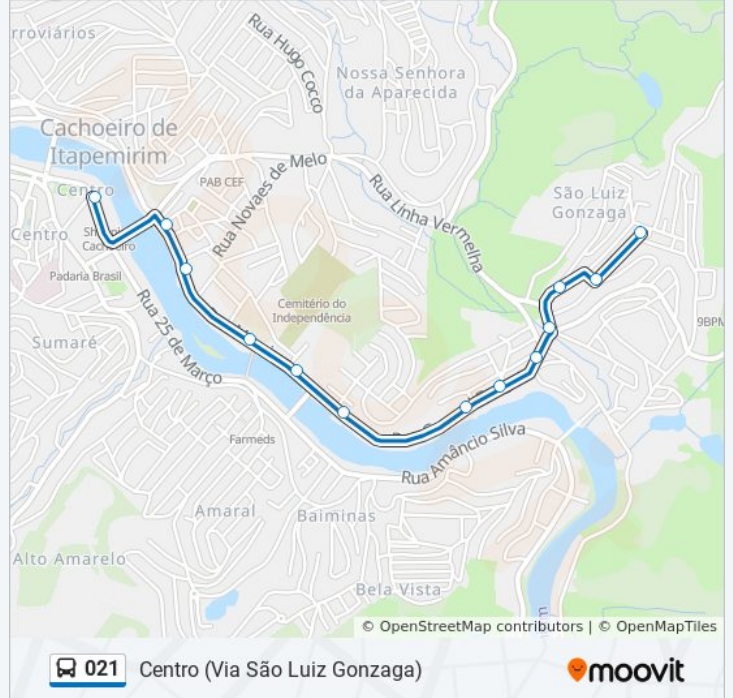 rroviários
Rua Hugo Cocco
Nossa Senhora
da Aparecida
Cachoeiro de
Itapemirim
PAB CEF
Rua Novaes de Melo
Rua Linha Vermelha
Centro
São Luiz
Gonzaga
Centro
Cachoeiro
Padaria Brasil
Rua 25 de Março
Cemitério do
Independência
9BPM
Sumaré
Farmeds
Rua Amâncio Silva
Amaral
Baiminas
Alto Amarelo
Bela Vista
© OpenStreetMap contributors | © OpenMapTiles
021 Centro (Via São Luiz Gonzaga)
moovit